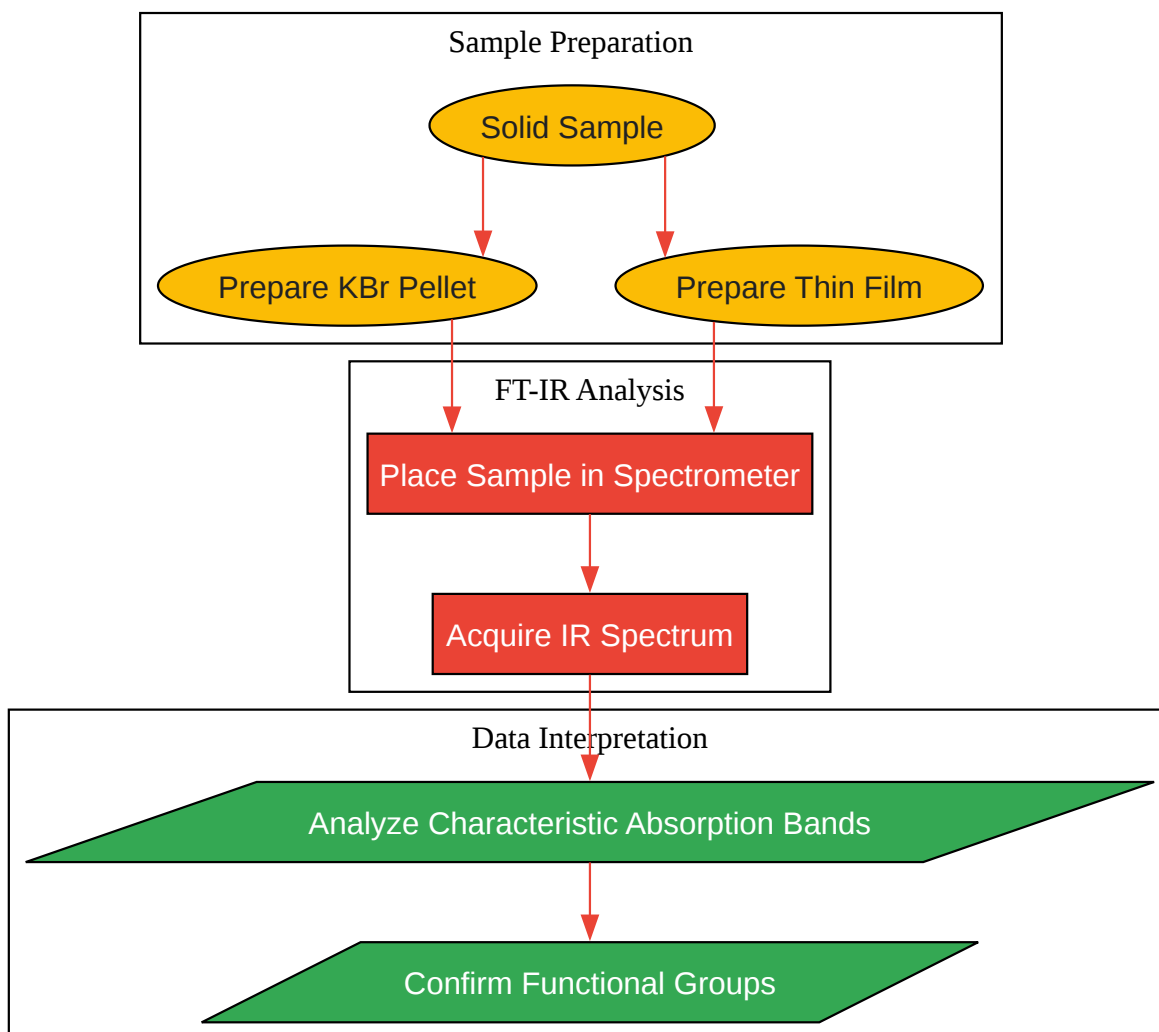 Sample Preparation
Solid Sample
Prepare KBr Pellet
Prepare Thin Film
FT-IR Analysis
Place Sample in Spectrometer
Acquire IR Spectrum
Data Interpretation
Analyze Characteristic Absorption Bands
Confirm Functional Groups